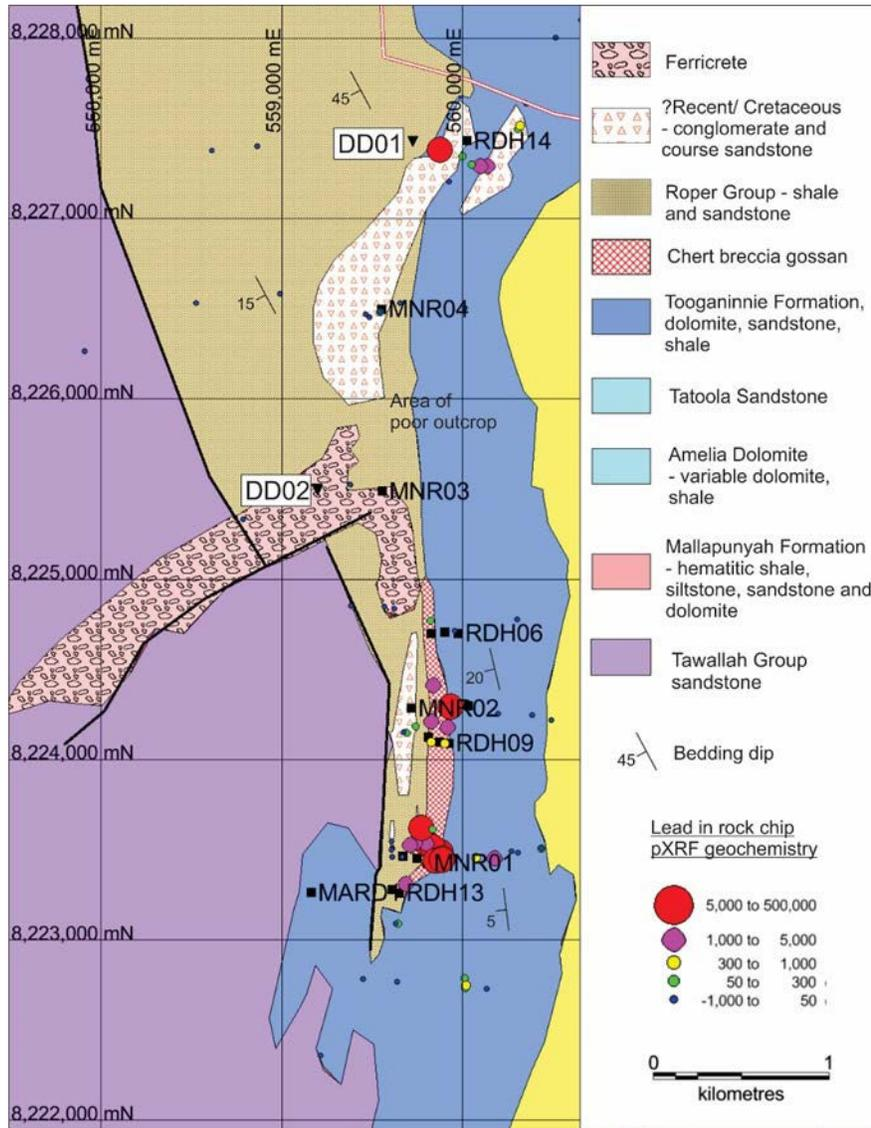 8,228,000 mN
558,000 mE
559,000 mE
560,000 mE
45
DD01
RDH14
8,227,000 mN
15
MNR04
8,226,000 mN
Area of
poor outcrop
DD02
MNR03
8,225,000 mN
RDH06
20
MNR02
8,224,000 mN
RDH09
MNR01
MARD1
RDH13
5
8,223,000 mN
8,222,000 mN
Ferricrete
?Recent/ Cretaceous
- conglomerate and
course sandstone
Roper Group - shale
and sandstone
Chert breccia gossan
Tooganinnie Formation,
dolomite, sandstone,
shale
Tatoola Sandstone
Amelia Dolomite
- variable dolomite,
shale
Mallapunyah Formation
- hematitic shale,
siltstone, sandstone and
dolomite
Tawallah Group
sandstone
45
Bedding dip
Lead in rock chip
pXRF geochemistry
5,000 to 500,000
1,000 to 5,000
300 to 1,000
50 to 300
-1,000 to 50
0 1
kilometres